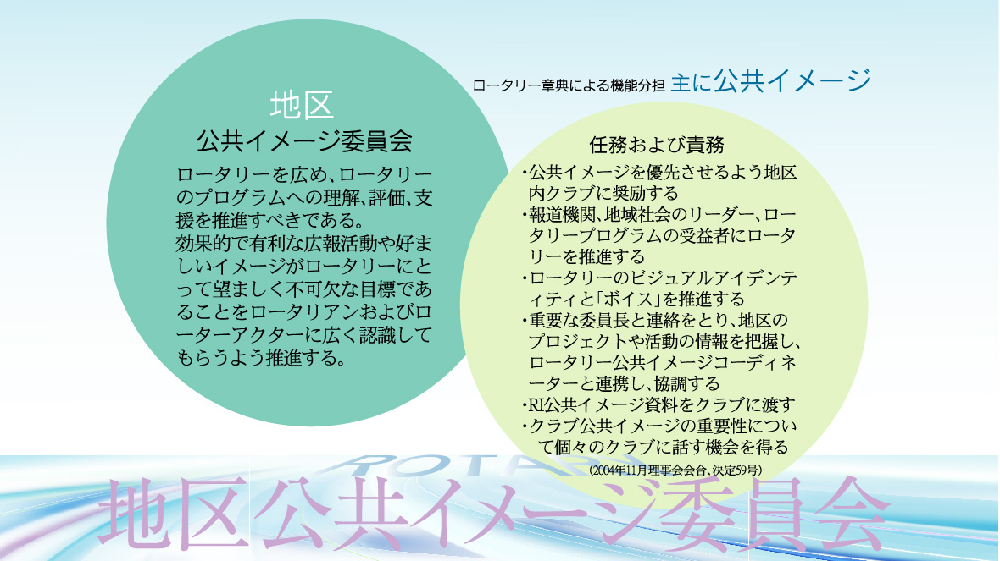 地区
公共イメージ委員会
ロータリーを広め、ロータリー
のプログラムへの理解、評価、支
援を推進すべきである。
効果的で有利な広報活動や好ま
しいイメージがロータリーにと
って望ましく不可欠な目標であ
ることをロータリアンおよびロ
ーターアクターに広く認識して
もらうよう推進する。
ロータリー章典による機能分担 主に公共イメージ
任務および責務
・公共イメージを優先させるよう地区
内クラブに奨励する
・報道機関、地域社会のリーダー、ロー
タリープログラムの受益者にロータ
リーを推進する
・ロータリーのビジュアルアイデンテ
ィティと「ボイス」を推進する
・重要な委員長と連絡をとり、地区の
プロジェクトや活動の情報を把握し、
ロータリー公共イメージコーディネ
ーターと連携し、協調する
・RI公共イメージ資料をクラブに渡す
・クラブ公共イメージの重要性につい
て個々のクラブに話す機会を得る
（2004年11月理事会会合、決定59号）
ROTARY
地区公共イメージ委員会